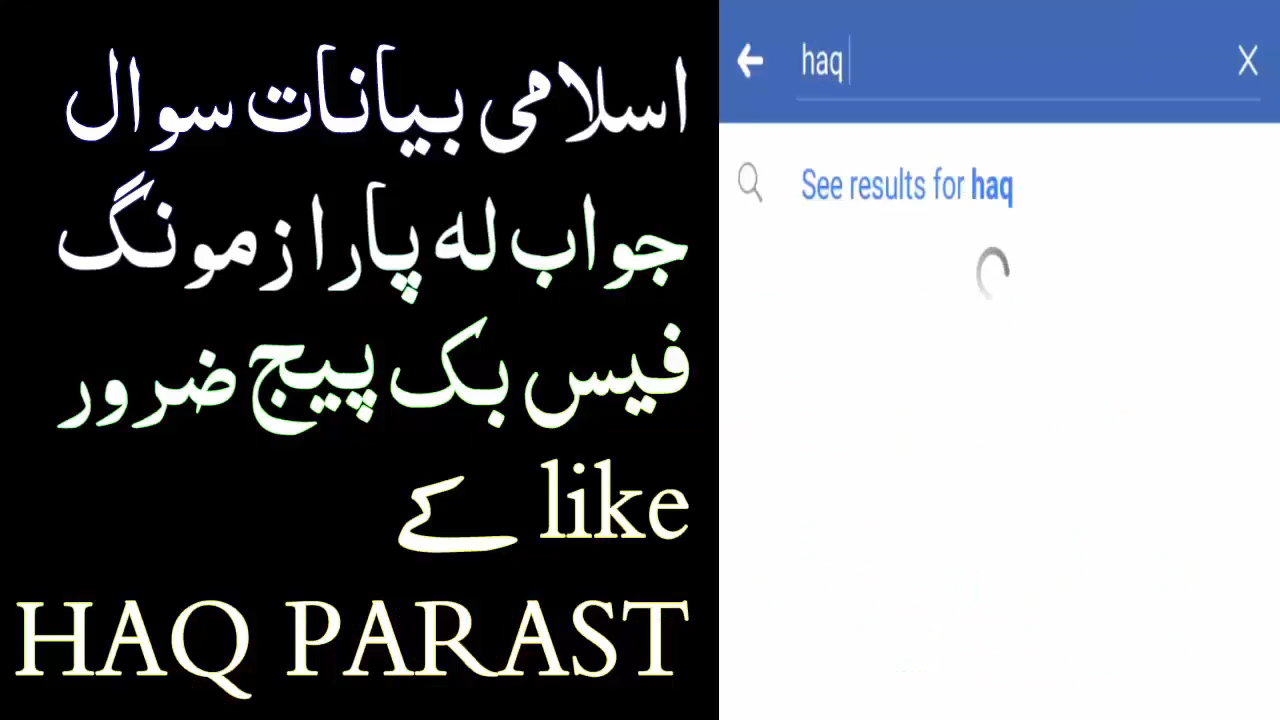 اسلامی بیانات سوال
جواب له پارا زمونگ
فیس بک پیج ضرور
like کے
HAQ PARAST
haq
X
See results for haq